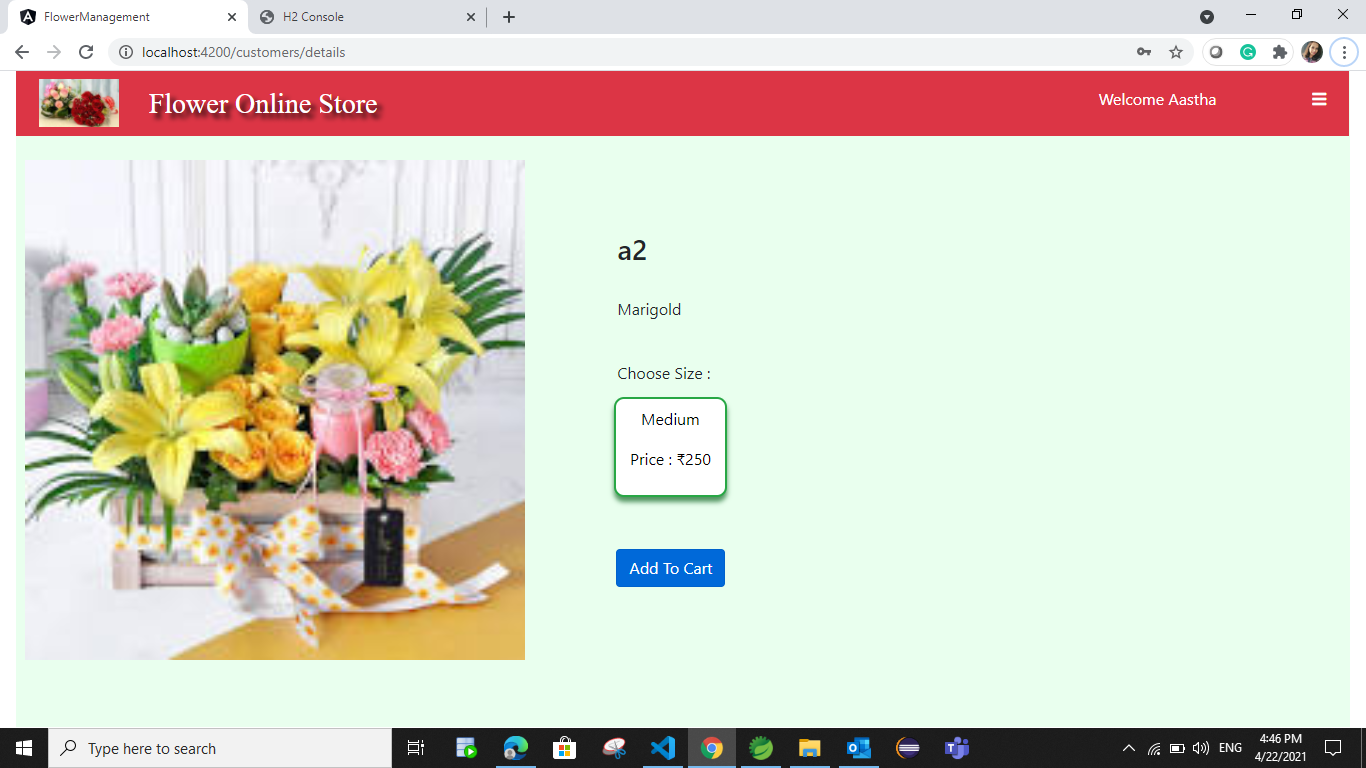 FlowerManagement
H2 Console
localhost:4200/customers/details
Flower Online Store
Welcome Aastha
a2
Marigold
Choose Size :
Medium
Price : ₹250
Add To Cart
Type here to search
ENG
4:46 PM
4/22/2021